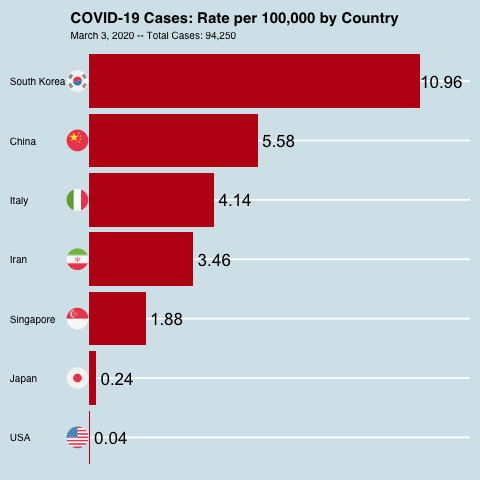 COVID-19 Cases: Rate per 100,000 by Country
March 3, 2020 -- Total Cases: 94,250
South Korea 10.96
China 5.58
Italy 4.14
Iran 3.46
Singapore 1.88
Japan 0.24
USA 0.04